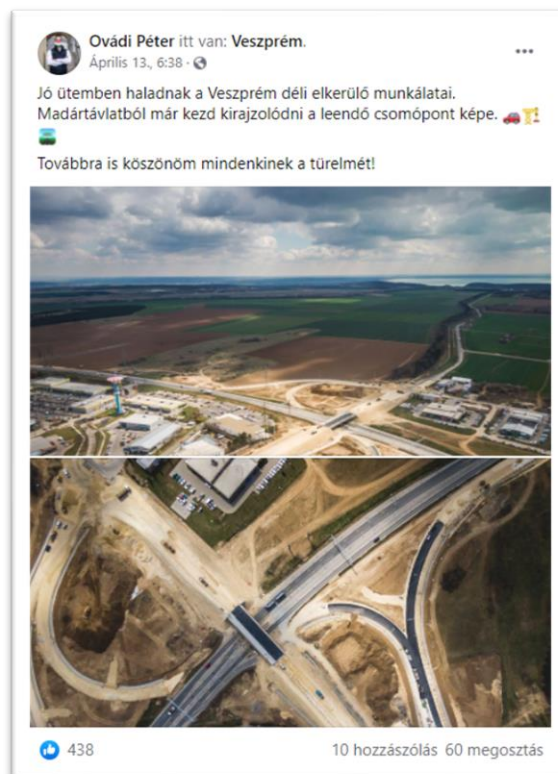 Ovádi Péter itt van: Veszprém.
Április 13., 6:38 ·
Jó ütemben haladnak a Veszprém déli elkerülő munkálatai.
Madártávlatból már kezd kirajzolódni a leendő csomópont képe. 🚗🏗️
🚞
Továbbra is köszönöm mindenkinek a türelmét!
438
10 hozzászólás 60 megosztás